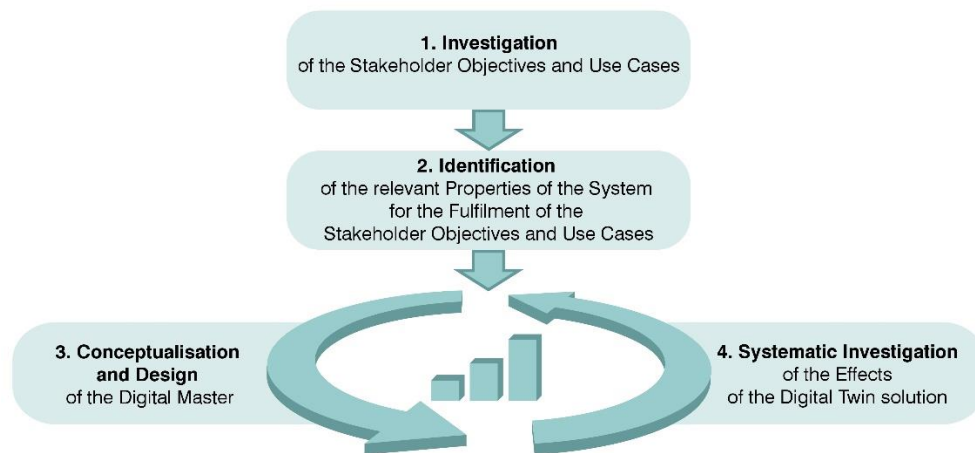 1. Investigation
of the Stakeholder Objectives and Use Cases
2. Identification
of the relevant Properties of the System
for the Fulfilment of the
Stakeholder Objectives and Use Cases
3. Conceptualisation
and Design
of the Digital Master
4. Systematic Investigation
of the Effects
of the Digital Twin solution